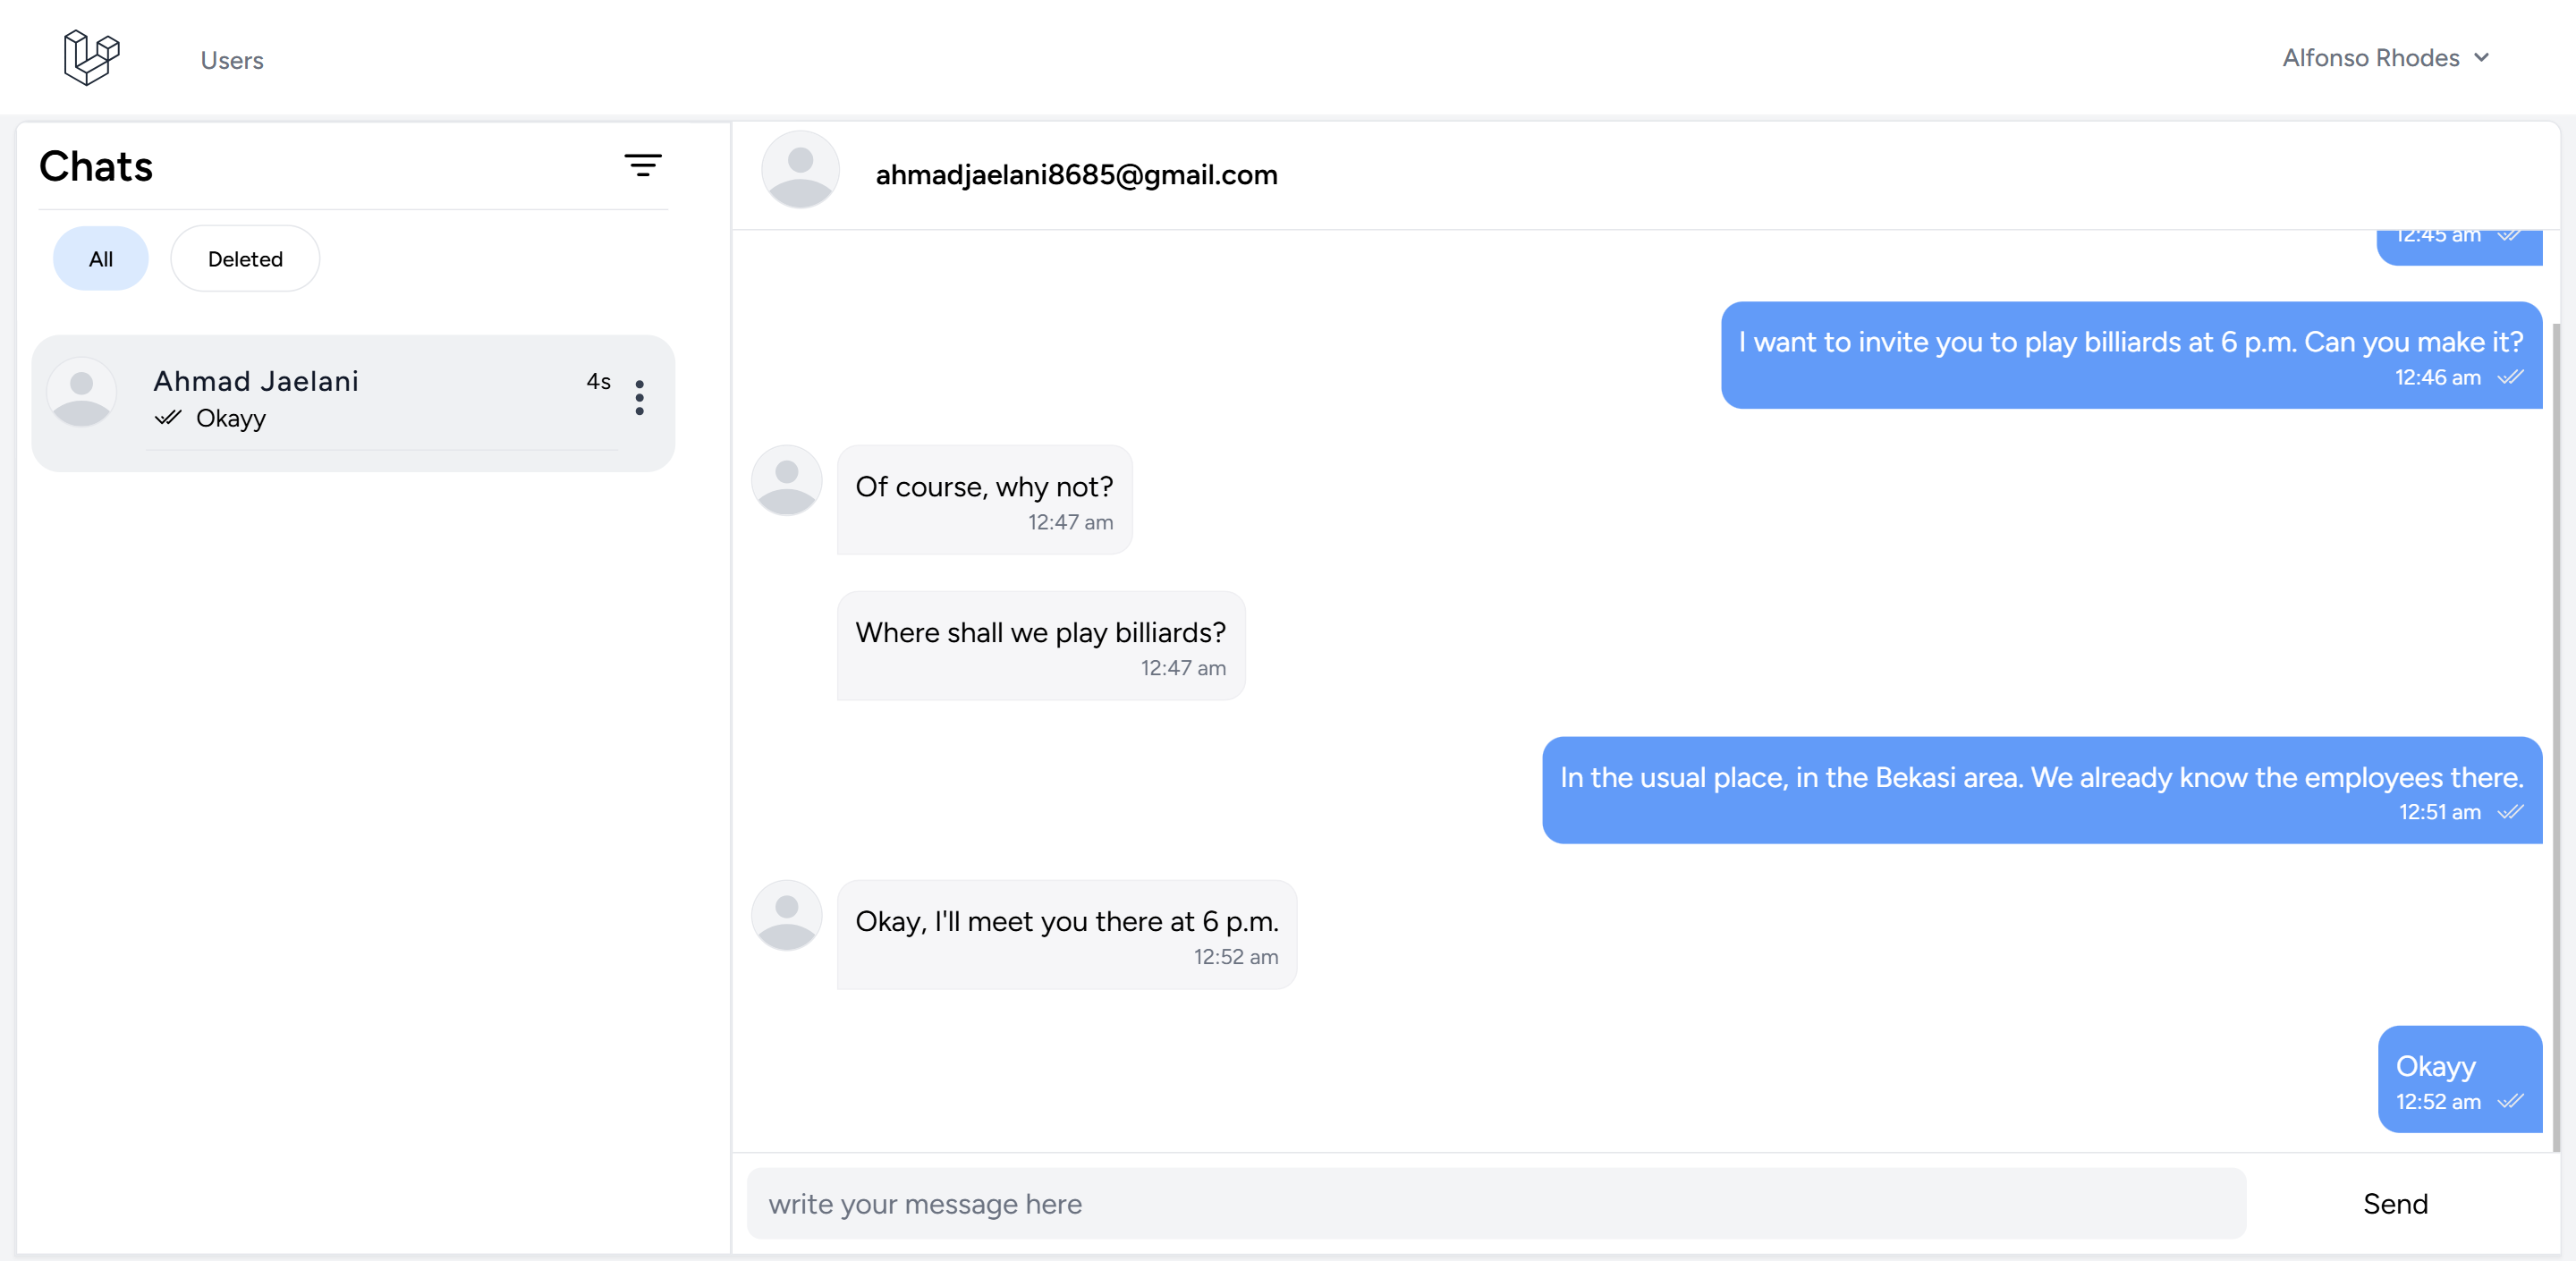 Users
Alfonso Rhodes
Chats
All
Deleted
Ahmad Jaelani
4s
Okayy
ahmadjaelani8685@gmail.com
12:45 am
I want to invite you to play billiards at 6 p.m. Can you make it?
12:46 am
Of course, why not?
12:47 am
Where shall we play billiards?
12:47 am
In the usual place, in the Bekasi area. We already know the employees there.
12:51 am
Okay, I'll meet you there at 6 p.m.
12:52 am
Okayy
12:52 am
write your message here
Send